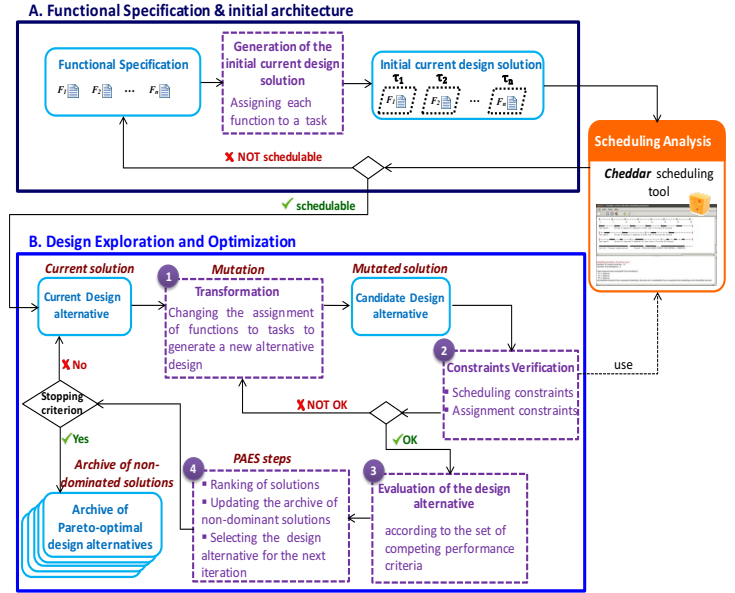 A. Functional Specification & initial architecture
Functional Specification
F1 F2 ... Fn
Generation of the
initial current design
solution
Assigning each
function to a task
Initial current design solution
τ1 τ2 τn
F1 F2 ... Fn
✘ NOT schedulable
✓ schedulable
Scheduling Analysis
Cheddar scheduling
tool
B. Design Exploration and Optimization
Current solution
Current Design
alternative
Mutation
1
Transformation
Changing the assignment
of functions to tasks to
generate a new alternative
design
Mutated solution
Candidate Design
alternative
2
Constraints Verification
▪ Scheduling constraints
▪ Assignment constraints
use
✘ No
Stopping
criterion
✓ Yes
✘ NOT OK
✓ OK
3
Evaluation of the design
alternative
according to the set of
competing performance
criteria
PAES steps
4
▪ Ranking of solutions
▪ Updating the archive of
non-dominant solutions
▪ Selecting the design
alternative for the next
iteration
Archive of non-
dominated solutions
Archive of
Pareto-optimal
design alternatives